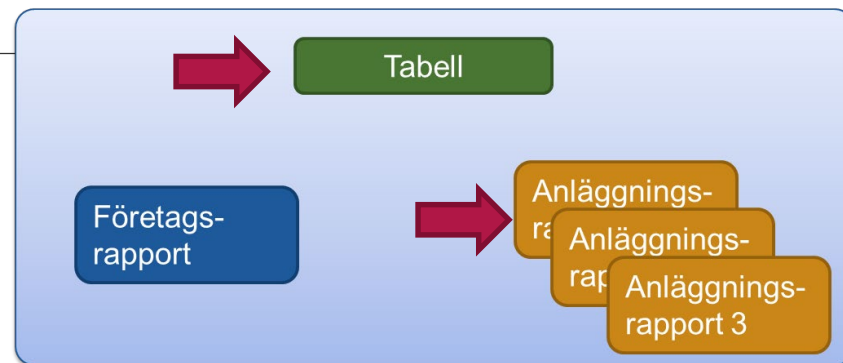 Tabell
Företags-
rapport
Anläggnings-
Anläggnings-
Anläggnings-
rapport 3